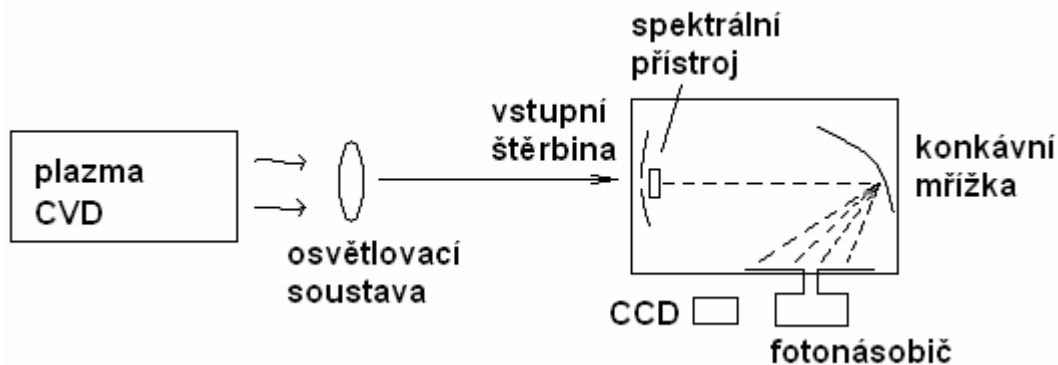 spektrální
přístroj
vstupní
štěrbina
plazma
CVD
osvětlovací
soustava
konkávní
mřížka
CCD
fotonásobič